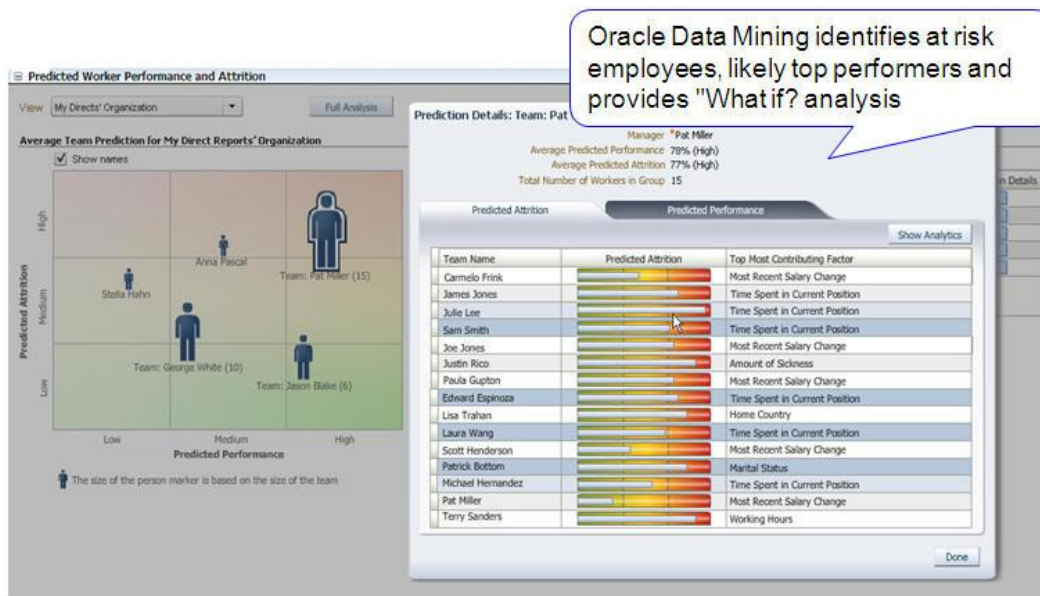 Oracle Data Mining identifies at risk
employees, likely top performers and
provides "What if? analysis
Predicted Worker Performance and Attrition
View My Directs' Organization Full Analysis
Average Team Prediction for My Direct Reports' Organization
Show names
High
Medium
Low
Predicted Attrition
Anna Pascal
Team: Pat Miller (15)
Stella Hahn
Team: George White (10)
Team: Jason Blake (6)
Low Medium High
Predicted Performance
The size of the person marker is based on the size of the team
Prediction Details: Team: Pat
Manager *Pat Miller
Average Predicted Performance 78% (High)
Average Predicted Attrition 77% (High)
Total Number of Workers in Group 15
n Details
Predicted Attrition Predicted Performance
Show Analytics
Team Name Predicted Attrition Top Most Contributing Factor
Carmelo Frink Most Recent Salary Change
James Jones Time Spent in Current Position
Julie Lee Time Spent in Current Position
Sam Smith Time Spent in Current Position
Joe Jones Most Recent Salary Change
Justin Rico Amount of Sickness
Paula Gupton Most Recent Salary Change
Edward Espinoza Time Spent in Current Position
Lisa Trahan Home Country
Laura Wang Time Spent in Current Position
Scott Henderson Most Recent Salary Change
Patrick Bottom Marital Status
Michael Hernandez Time Spent in Current Position
Pat Miller Most Recent Salary Change
Terry Sanders Working Hours
Done